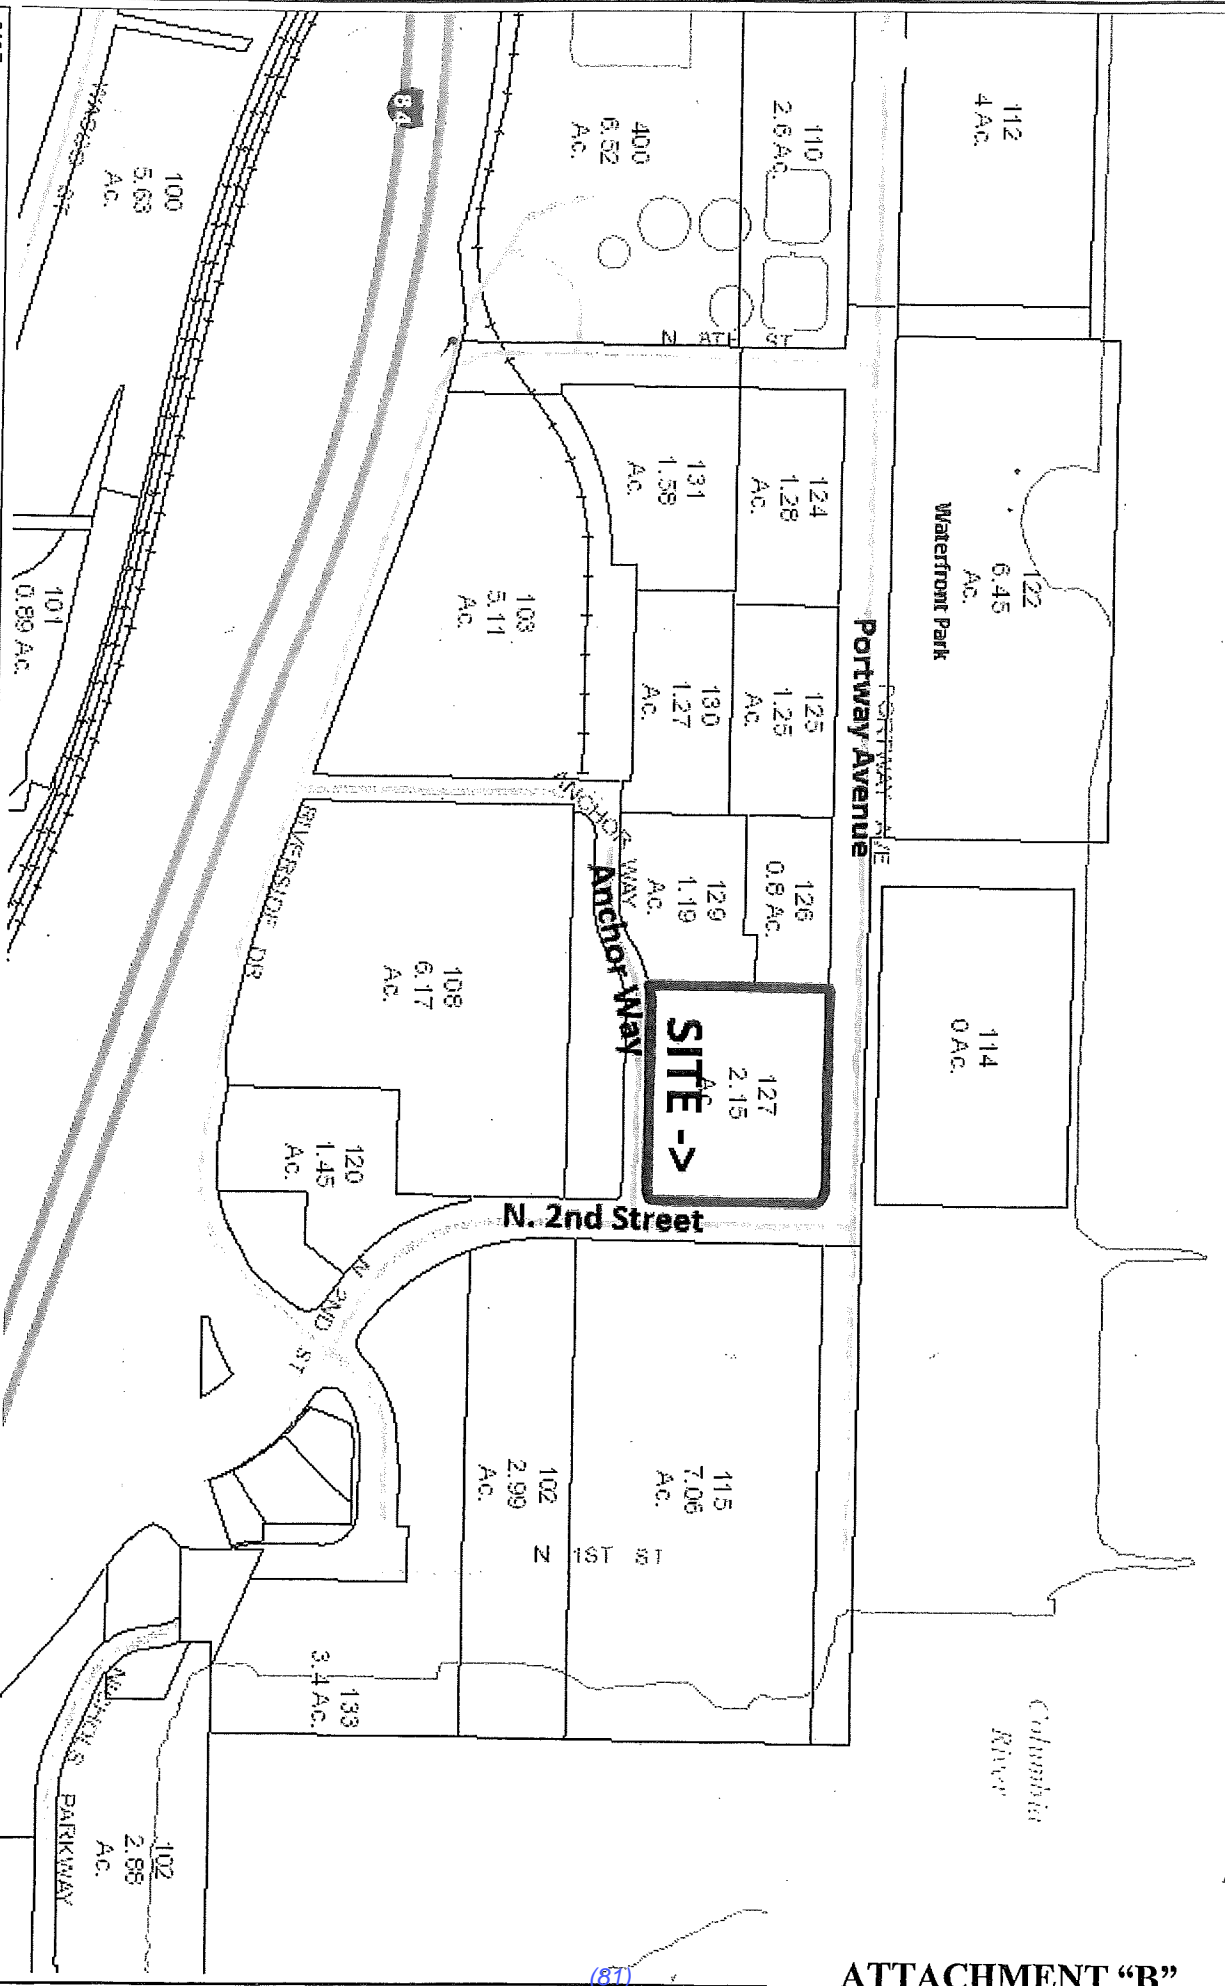 112
4 Ac.
110
2.6 Ac.
400
6.52
Ac.
84
100
5.63
Ac.
N 8TH ST
122
6.45
Ac.
Waterfront Park
124
1.28
Ac.
131
1.58
Ac.
103
5.11
Ac.
101
0.89 Ac.
125
1.25
Ac.
130
1.27
Ac.
Portway Avenue
PORTWAY AVE
126
0.8 Ac.
129
1.19
Ac.
ANCHOR WAY
Anchor Way
RIVERSIDE DR
108
6.17
Ac.
114
0 Ac.
127
2.15
Ac.
SITE ->
120
1.45
Ac.
N. 2nd Street
N 2ND ST
115
7.06
Ac.
102
2.99
Ac.
N 1ST ST
133
3.4 Ac.
Columbia
River
NICHOLS PARKWAY
102
2.88
Ac.
(81)
ATTACHMENT “B”